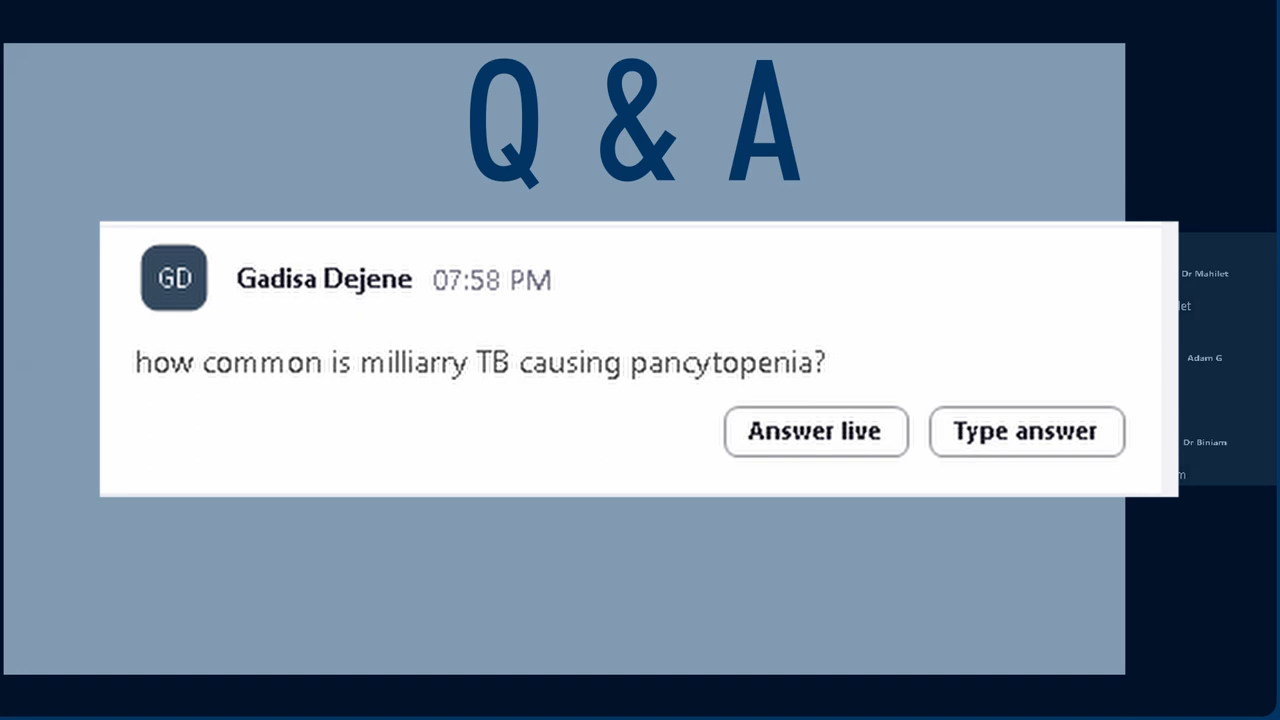 Q & A
GD
Gadisa Dejene 07:58 PM
how common is milliarry TB causing pancytopenia?
Answer live
Type answer
Dr Mahilet
let
Adam G
Dr Biniam
m